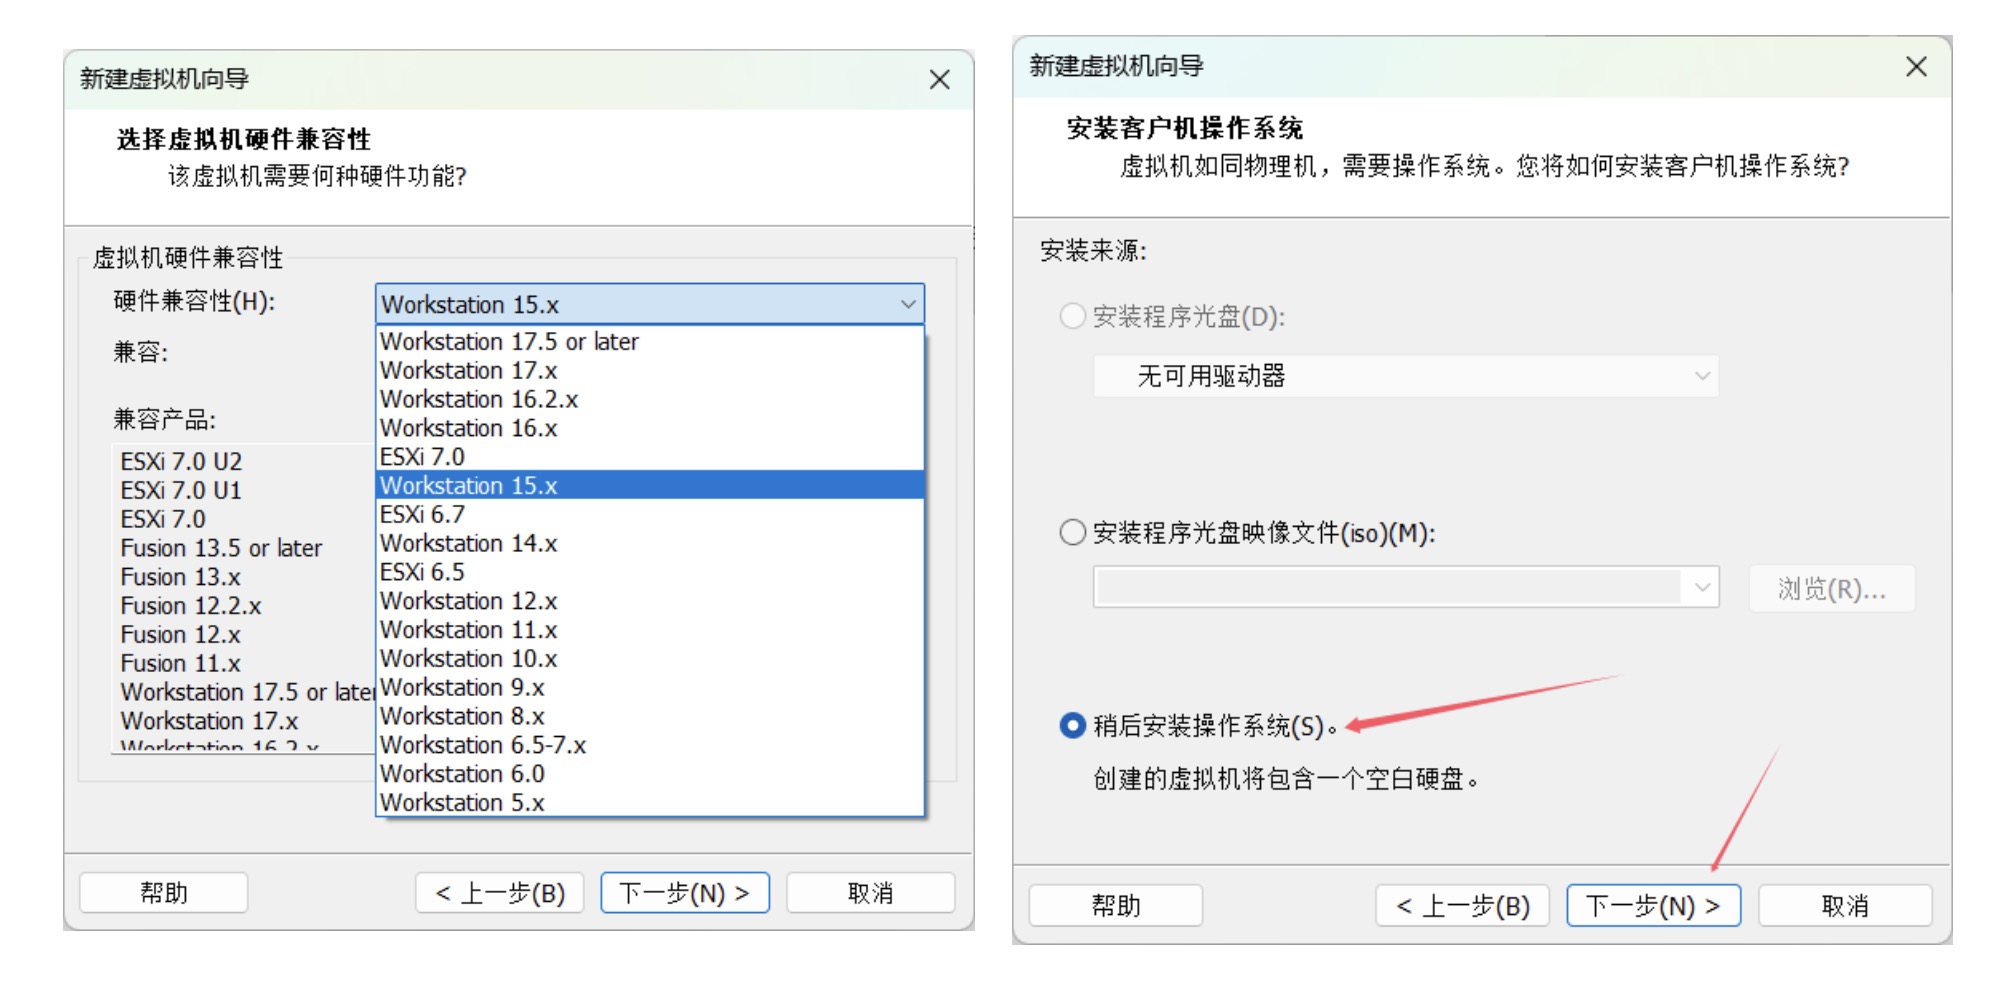 新建虚拟机向导
选择虚拟机硬件兼容性
该虚拟机需要何种硬件功能?
虚拟机硬件兼容性
硬件兼容性(H):
Workstation 15.x
兼容:
兼容产品:
ESXi 7.0 U2
ESXi 7.0 U1
ESXi 7.0
Fusion 13.5 or later
Fusion 13.x
Fusion 12.2.x
Fusion 12.x
Fusion 11.x
Workstation 17.5 or later
Workstation 17.x
Workstation 16.2.x
Workstation 17.5 or later
Workstation 17.x
Workstation 16.2.x
Workstation 16.x
ESXi 7.0
Workstation 15.x
ESXi 6.7
Workstation 14.x
ESXi 6.5
Workstation 12.x
Workstation 11.x
Workstation 10.x
Workstation 9.x
Workstation 8.x
Workstation 6.5-7.x
Workstation 6.0
Workstation 5.x
帮助
< 上一步(B)
下一步(N) >
取消
新建虚拟机向导
安装客户机操作系统
虚拟机如同物理机，需要操作系统。您将如何安装客户机操作系统?
安装来源:
安装程序光盘(D):
无可用驱动器
安装程序光盘映像文件(iso)(M):
浏览(R)...
稍后安装操作系统(S)。
创建的虚拟机将包含一个空白硬盘。
帮助
< 上一步(B)
下一步(N) >
取消